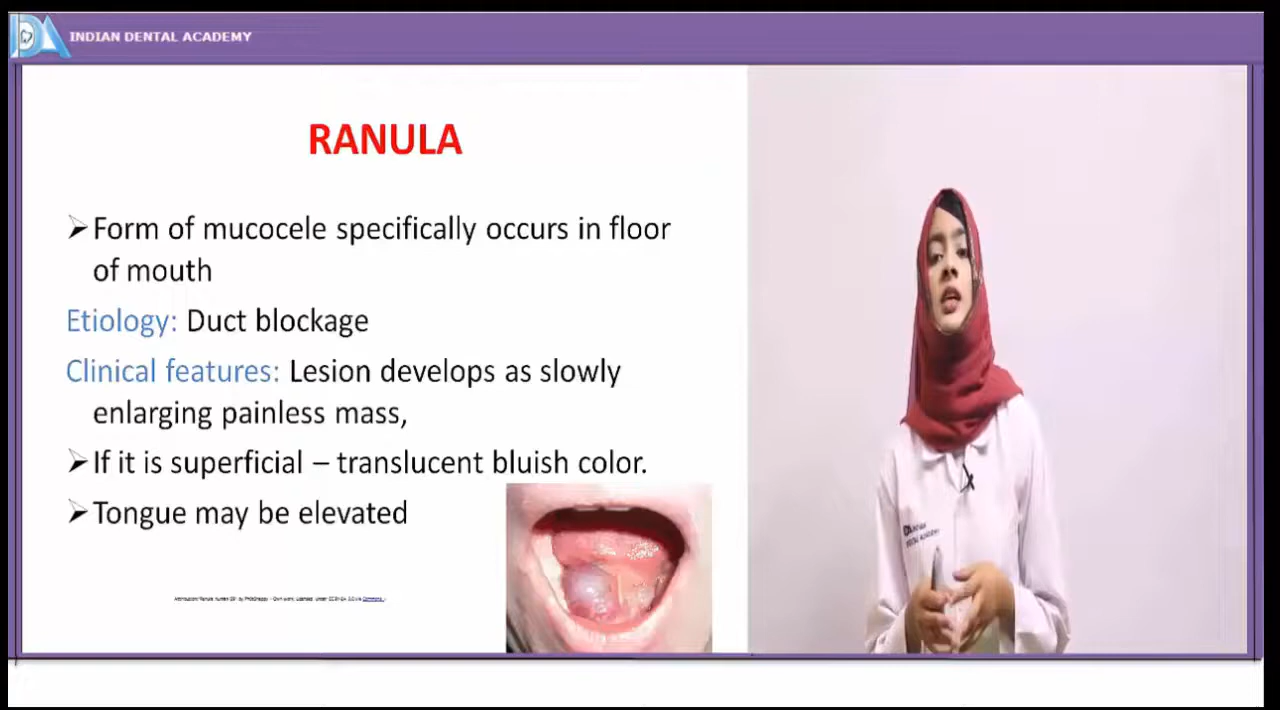 INDIAN DENTAL ACADEMY
RANULA
➢Form of mucocele specifically occurs in floor
of mouth
Etiology: Duct blockage
Clinical features: Lesion develops as slowly
enlarging painless mass,
➢If it is superficial – translucent bluish color.
➢Tongue may be elevated